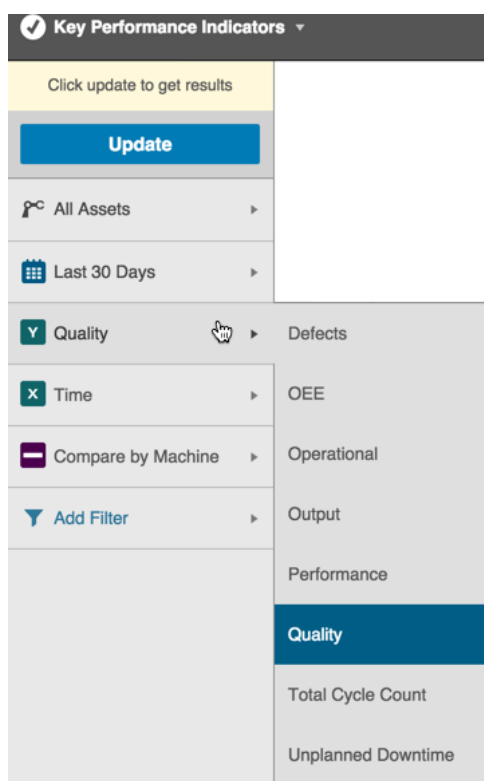 Key Performance Indicators
Click update to get results
Update
All Assets
Last 30 Days
Y Quality
X Time
Compare by Machine
Add Filter
Defects
OEE
Operational
Output
Performance
Quality
Total Cycle Count
Unplanned Downtime